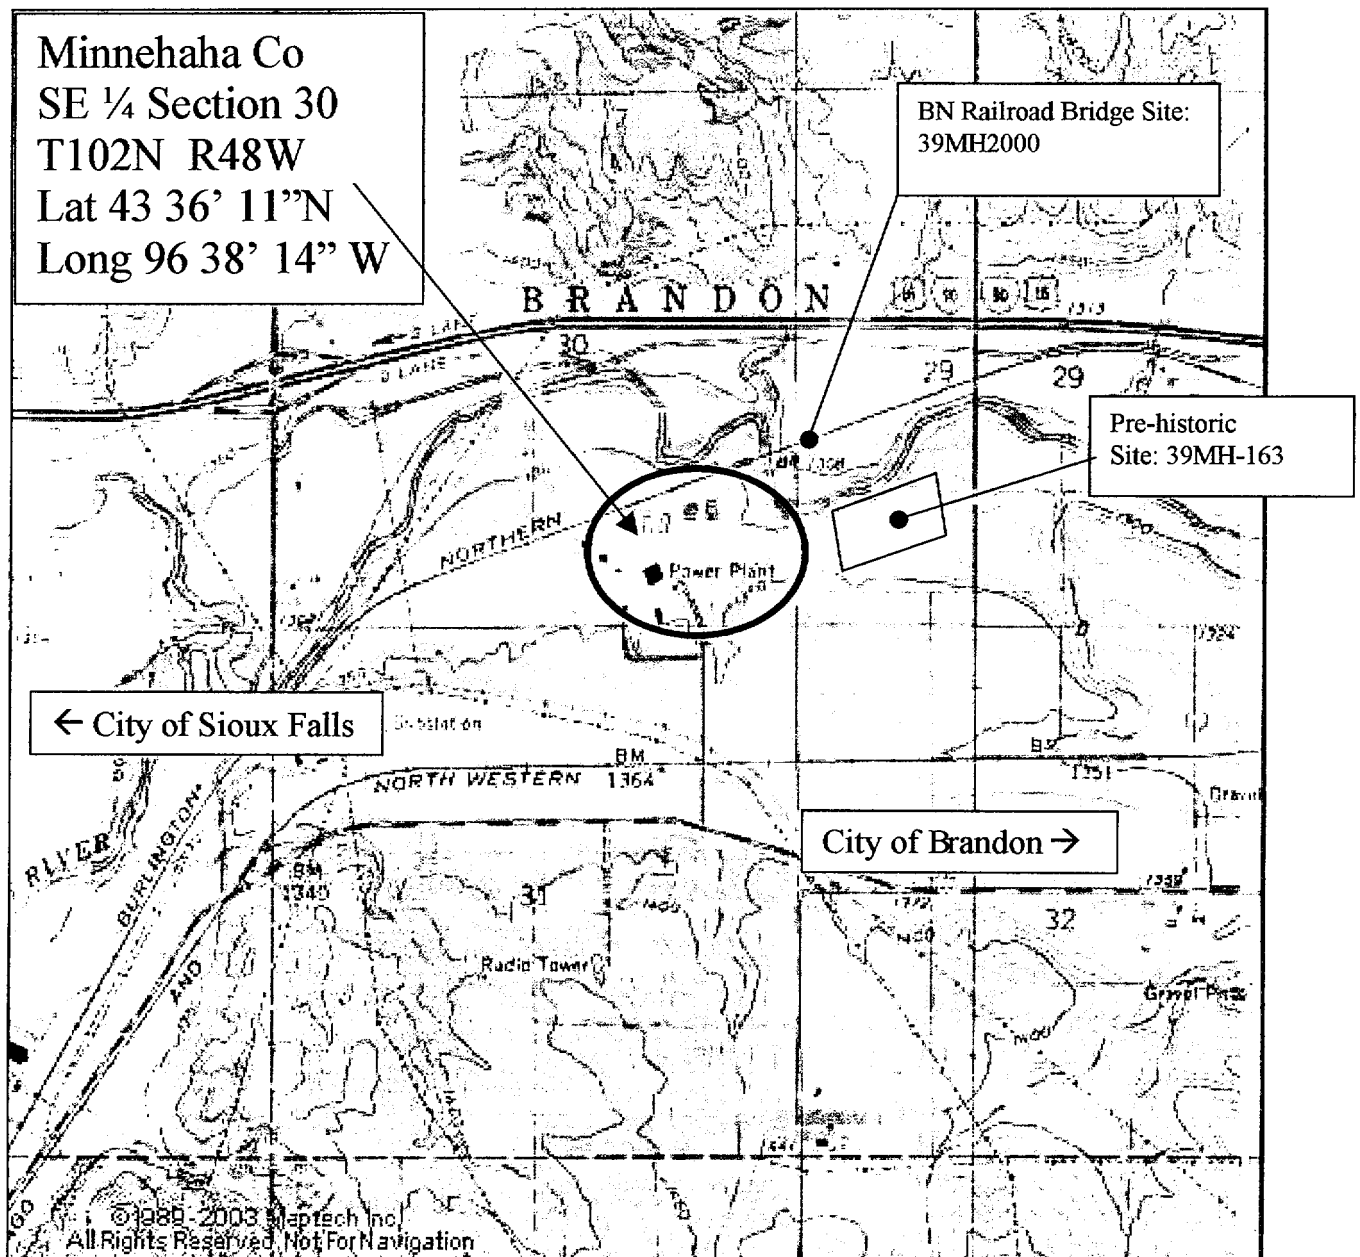 Minnehaha Co
SE ¼ Section 30
T102N R48W
Lat 43 36’ 11”N
Long 96 38’ 14” W
BN Railroad Bridge Site:
39MH2000
BRANDON
30
29
29
Pre-historic
Site: 39MH-163
NORTHERN
Power Plant
← City of Sioux Falls
Substation
BM
1364
NORTH WESTERN
1351
City of Brandon →
RIVER
BURLINGTON
BM
1340
31
32
AND
Radio Tower
Gravel Pits
GO
©1989-2003 Maptech Inc
All Rights Reserved Not For Navigation